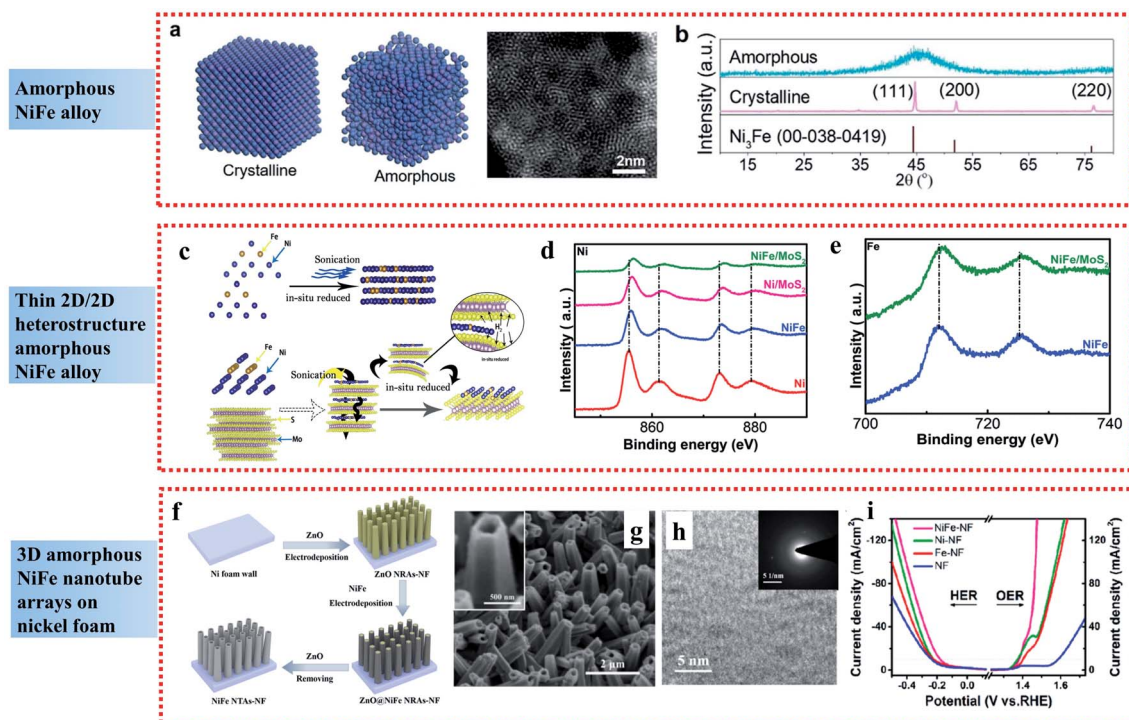 Amorphous
NiFe alloy
a
Crystalline
Amorphous
2nm
b
Intensity (a.u.)
Amorphous
Crystalline
(111)
(200)
(220)
Ni₃Fe (00-038-0419)
15 25 35 45 55 65 75
2θ (°)
Thin 2D/2D
heterostructure
amorphous
NiFe alloy
c
Fe
Ni
Sonication
in-situ reduced
Fe
Ni
Sonication
in-situ reduced
in-situ reduced
H
S
Mo
d
Ni
Intensity ( a.u.)
NiFe/MoS₂
Ni/MoS₂
NiFe
Ni
860 880
Binding energy (eV)
e
Fe
Intensity ( a.u.)
NiFe/MoS₂
NiFe
700 720 740
Binding energy (eV)
3D amorphous
NiFe nanotube
arrays on
nickel foam
f
Ni foam wall
ZnO
Electrodeposition
ZnO NRAs-NF
NiFe
Electrodeposition
ZnO@NiFe NRAs-NF
ZnO
Removing
NiFe NTAs-NF
g
500 nm
2 μm
h
5 1/nm
5 nm
i
Current density (mA/cm²)
-120
-80
-40
0
NiFe-NF
Ni-NF
Fe-NF
NF
HER
OER
120
80
40
0
Current density (mA/cm²)
-0.4 -0.2 0.0 1.4 1.6
Potential (V vs.RHE)